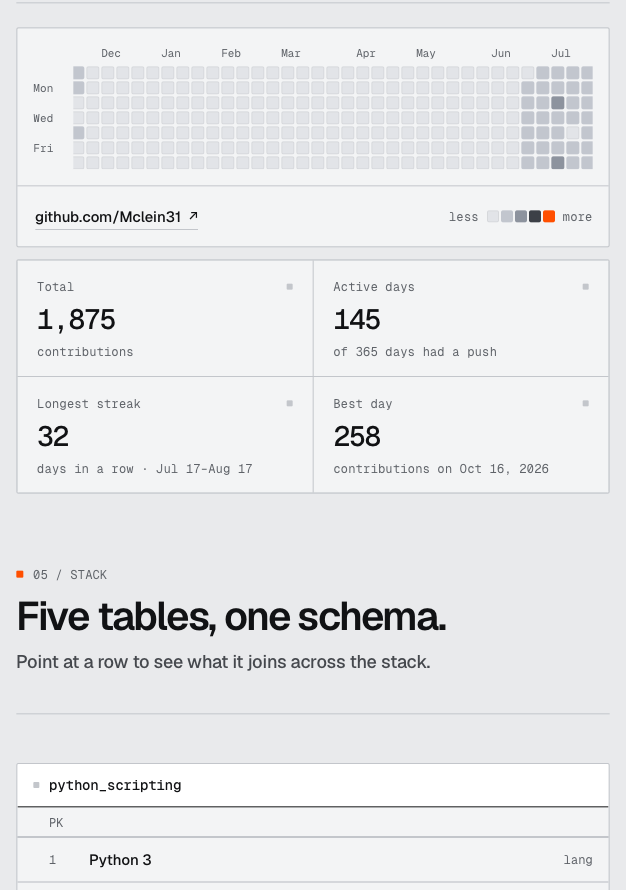 Dec Jan Feb Mar Apr May Jun Jul
Mon
Wed
Fri
github.com/Mclein31 ↗
less more
Total
1,875
contributions
Active days
145
of 365 days had a push
Longest streak
32
days in a row · Jul 17–Aug 17
Best day
258
contributions on Oct 16, 2026
05 / STACK
Five tables, one schema.
Point at a row to see what it joins across the stack.
python_scripting
PK
1 Python 3 lang